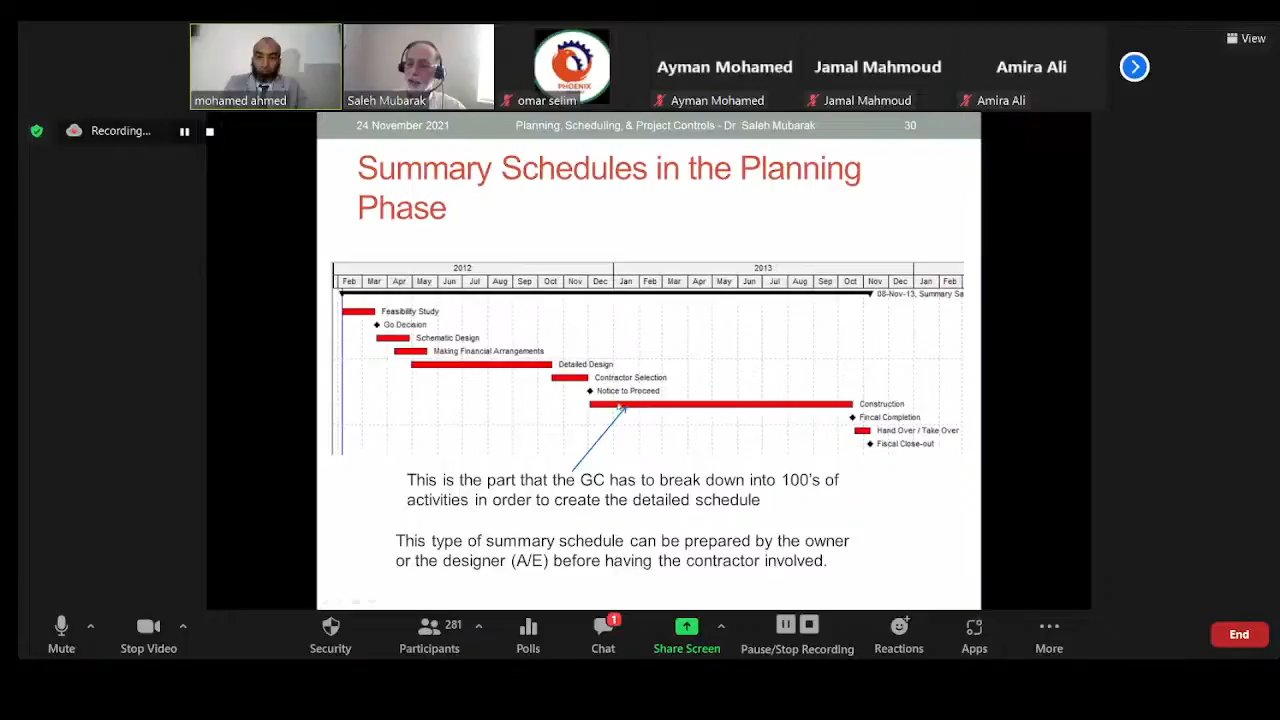 View
mohamed ahmed
Saleh Mubarak
PHOENIX
omar selim
Ayman Mohamed
Ayman Mohamed
Jamal Mahmoud
Jamal Mahmoud
Amira Ali
Amira Ali
Recording...
24 November 2021 Planning, Scheduling, & Project Controls - Dr Saleh Mubarak 30
Summary Schedules in the Planning
Phase
2012 2013
Feb Mar Apr May Jun Jul Aug Sep Oct Nov Dec Jan Feb Mar Apr May Jun Jul Aug Sep Oct Nov Dec Jan Feb
08-Nov-13, Summary Sa
Feasibility Study
Go Decision
Schematic Design
Making Financial Arrangements
Detailed Design
Contractor Selection
Notice to Proceed
Construction
Fincal Completion
Hand Over / Take Over
Fiscal Close-out
This is the part that the GC has to break down into 100's of
activities in order to create the detailed schedule
This type of summary schedule can be prepared by the owner
or the designer (A/E) before having the contractor involved.
281
1
Mute Stop Video Security Participants Polls Chat Share Screen Pause/Stop Recording Reactions Apps More
End